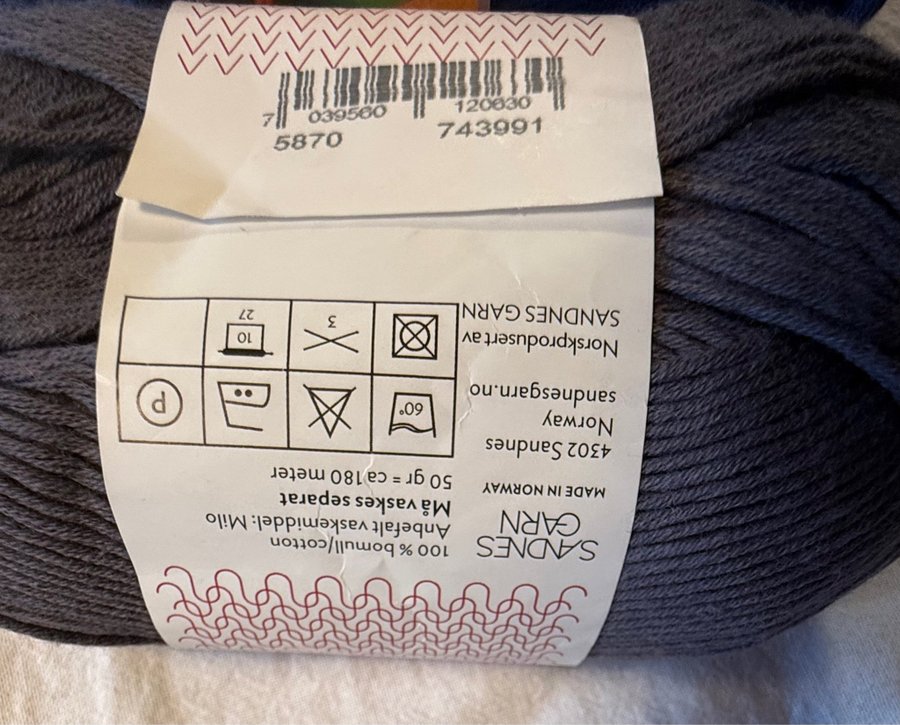 7 039560 120630
5870 743991
SANDNES
GARN
MADE IN NORWAY
4302 Sandnes
Norway
sandnesgarn.no
Norskprodusert av
SANDNES GARN
100 % bomull/cotton
Anbefalt vaskemiddel: Milo
Må vaskes separat
50 gr = ca 180 meter
60°
P
3
10
27